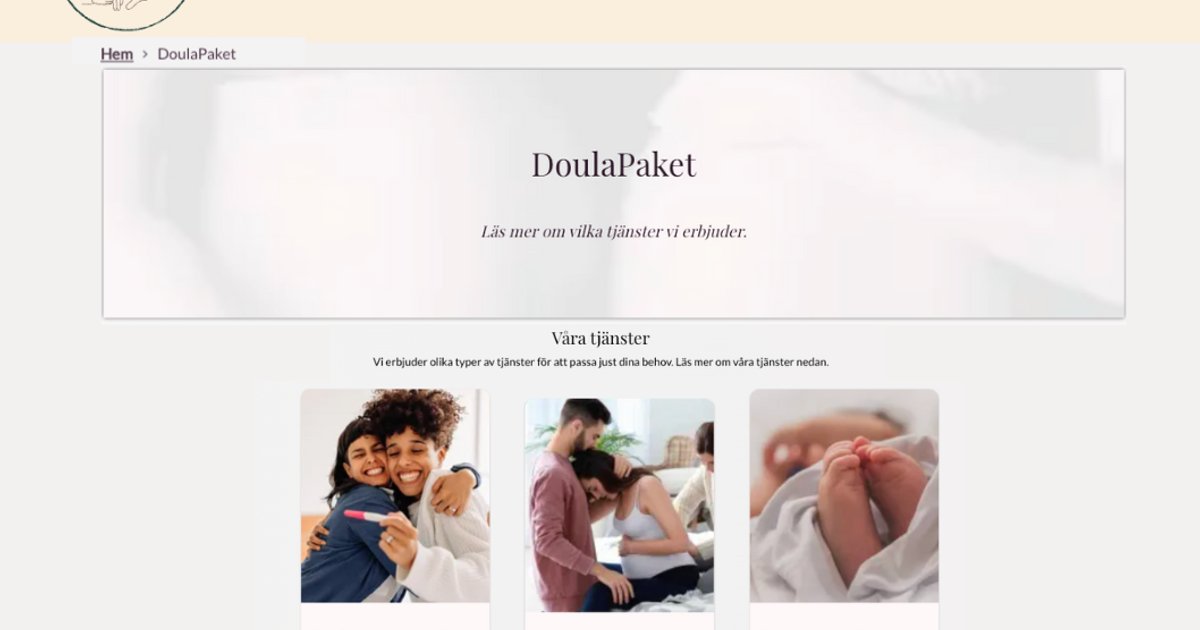 Hem > DoulaPaket
DoulaPaket
Läs mer om vilka tjänster vi erbjuder.
Våra tjänster
Vi erbjuder olika typer av tjänster för att passa just dina behov. Läs mer om våra tjänster nedan.